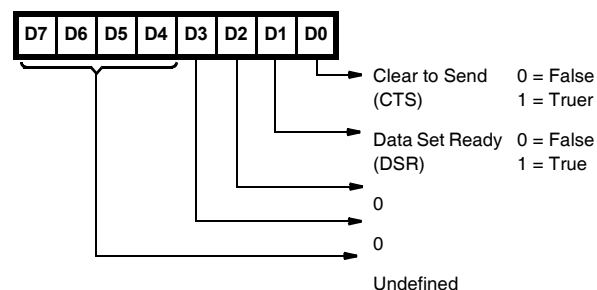 D7 D6 D5 D4 D3 D2 D1 D0
Clear to Send 0 = False
(CTS) 1 = Truer
Data Set Ready 0 = False
(DSR) 1 = True
0
0
Undefined